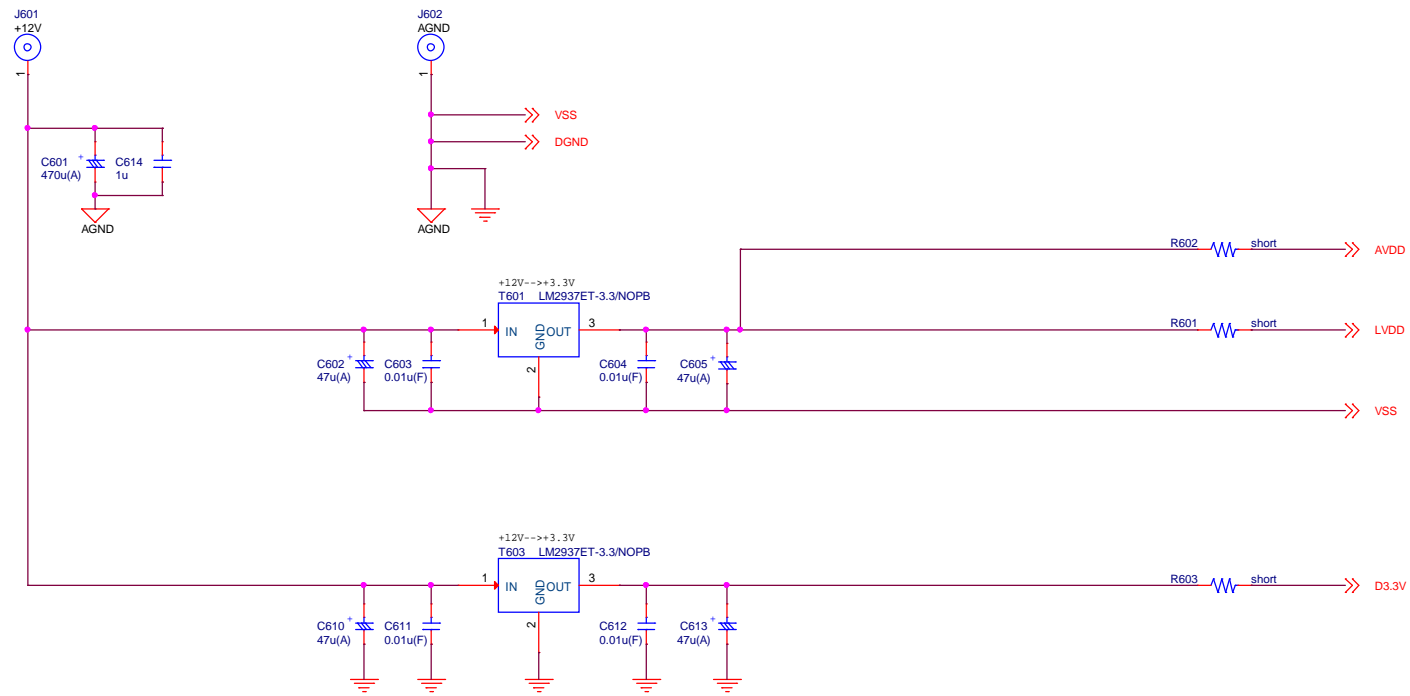 J601
+12V
1
J602
AGND
1
VSS
DGND
C601
470u(A)
+
C614
1u
AGND
AGND
R602
short
AVDD
+12V-->+3.3V
T601 LM2937ET-3.3/NOPB
1
IN
GND
OUT
3
2
R601
short
LVDD
C602
47u(A)
+
C603
0.01u(F)
C604
0.01u(F)
C605
47u(A)
+
VSS
+12V-->+3.3V
T603 LM2937ET-3.3/NOPB
1
IN
GND
OUT
3
2
R603
short
D3.3V
C610
47u(A)
+
C611
0.01u(F)
C612
0.01u(F)
C613
47u(A)
+